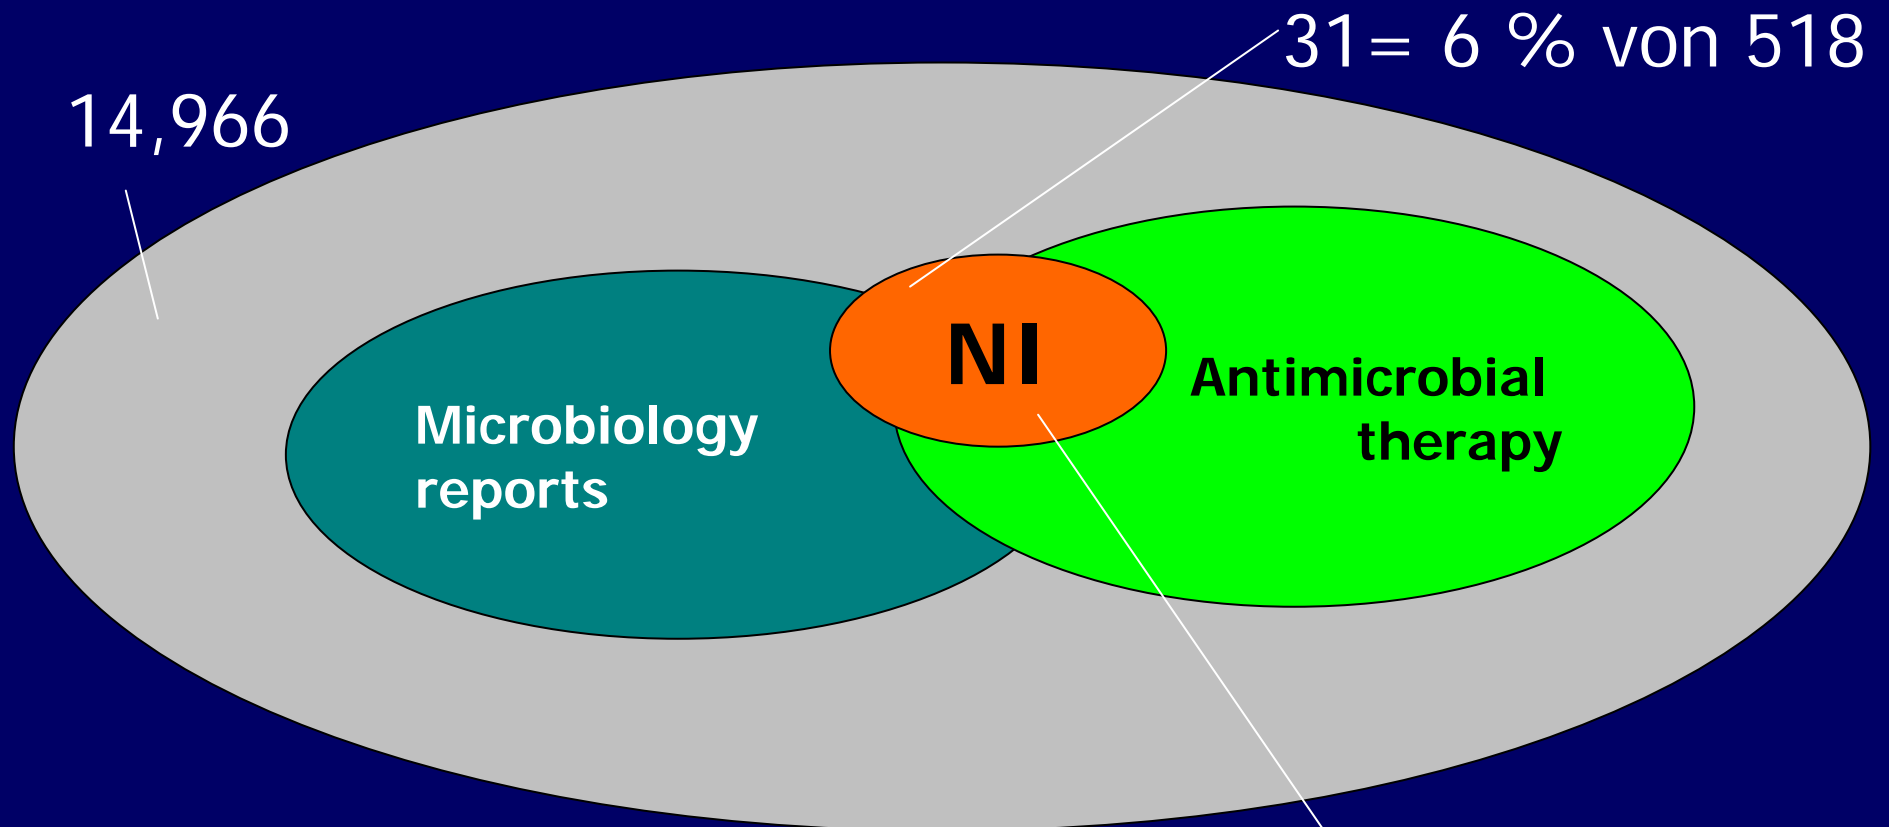 31= 6 % von 518
14,966
NI
Antimicrobial
therapy
Microbiology
reports